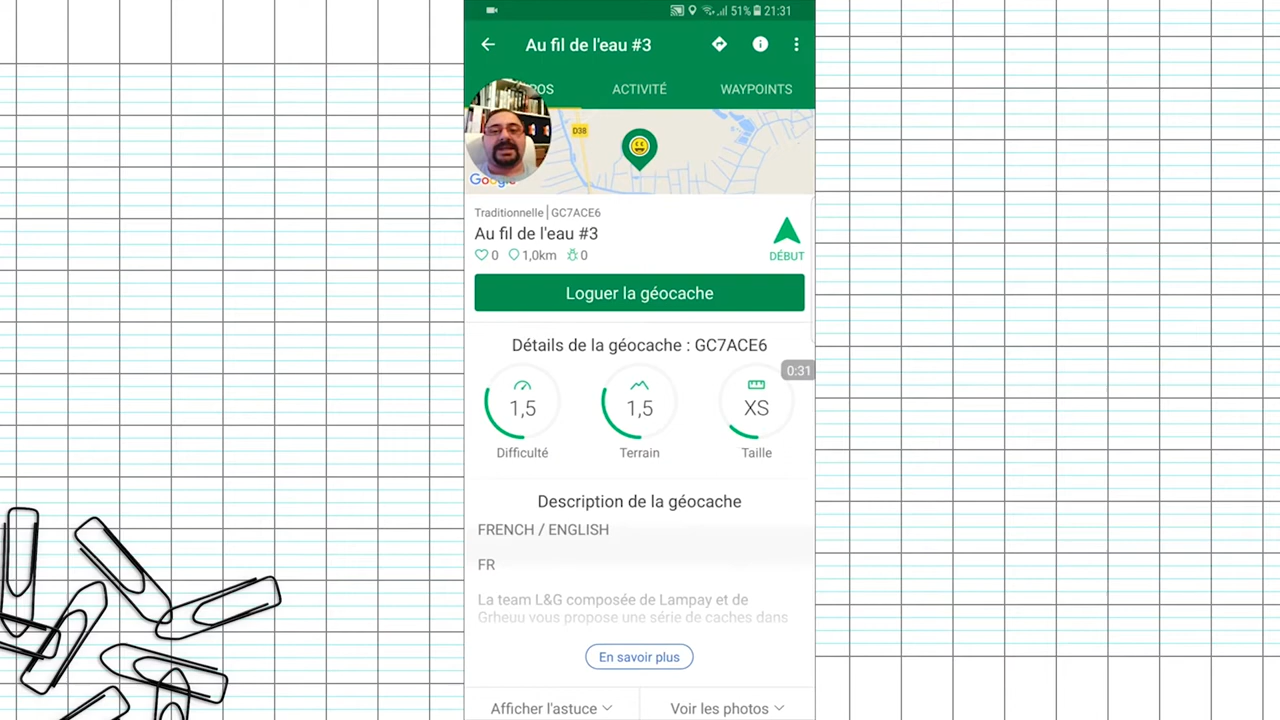 51% 21:31
Au fil de l'eau #3
POS ACTIVITÉ WAYPOINTS
D38
Google
Traditionnelle | GC7ACE6
Au fil de l'eau #3
0 1,0km 0
DÉBUT
Loguer la géocache
Détails de la géocache : GC7ACE6
0:31
1,5 1,5 XS
Difficulté Terrain Taille
Description de la géocache
FRENCH / ENGLISH
FR
La team L&G composée de Lampay et de
Grheuu vous propose une série de caches dans
En savoir plus
Afficher l'astuce Voir les photos